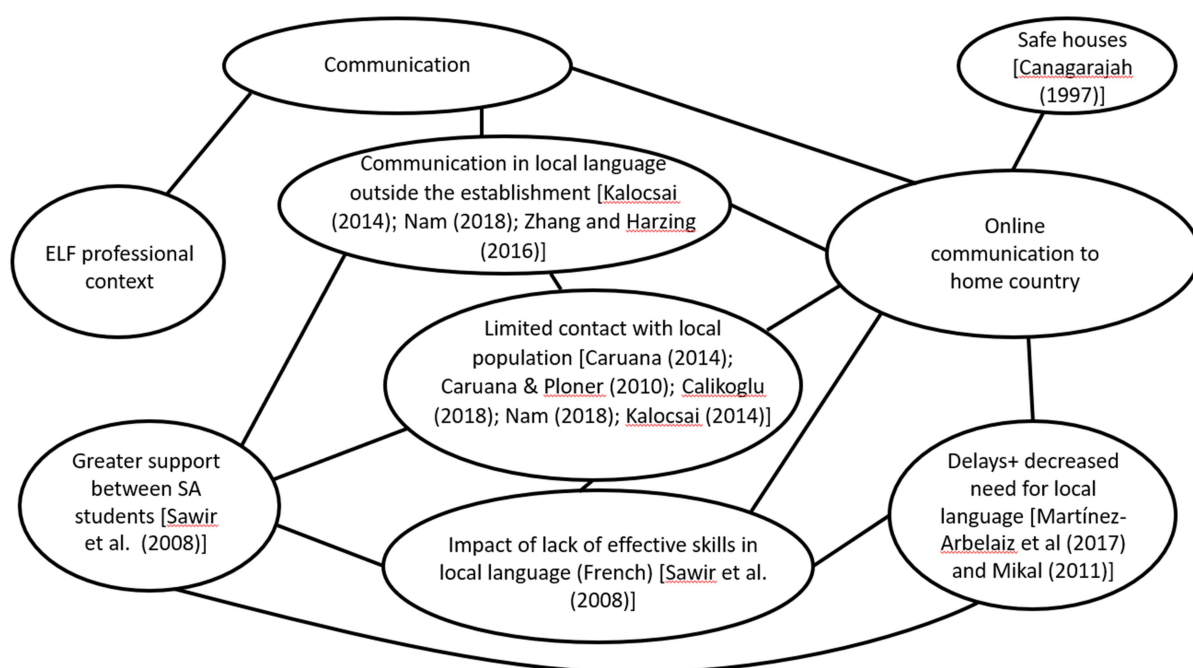 Communication
Safe houses
[Canagarajah
(1997)]
Communication in local language
outside the establishment [Kalocsai
(2014); Nam (2018); Zhang and Harzing
(2016)]
ELF professional
context
Online
communication to
home country
Limited contact with local
population [Caruana (2014);
Caruana & Ploner (2010); Calikoglu
(2018); Nam (2018); Kalocsai (2014)]
Greater support
between SA
students [Sawir
et al.  (2008)]
Impact of lack of effective skills in
local language (French) [Sawir et al.
(2008)]
Delays+ decreased
need for local
language [Martínez-
Arbelaiz et al (2017)
and Mikal (2011)]